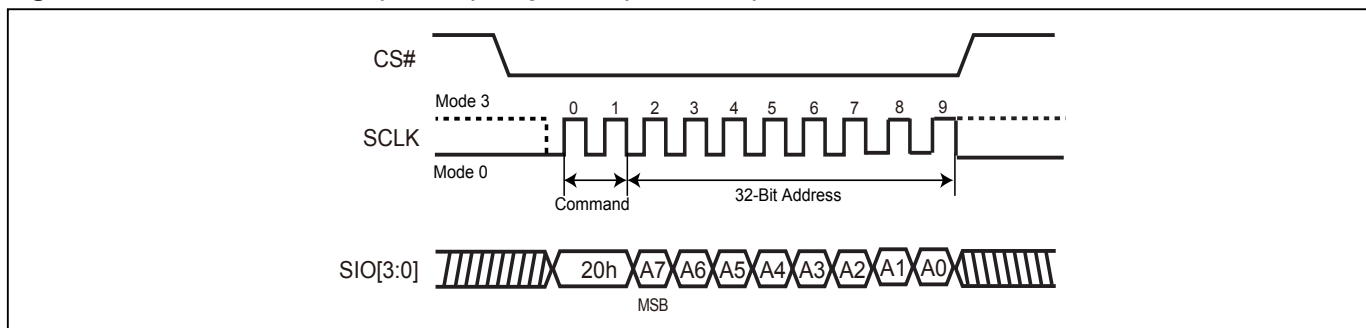 CS#
Mode 3
0 1 2 3 4 5 6 7 8 9
SCLK
Mode 0
Command
32-Bit Address
SIO[3:0]
20h A7 A6 A5 A4 A3 A2 A1 A0
MSB